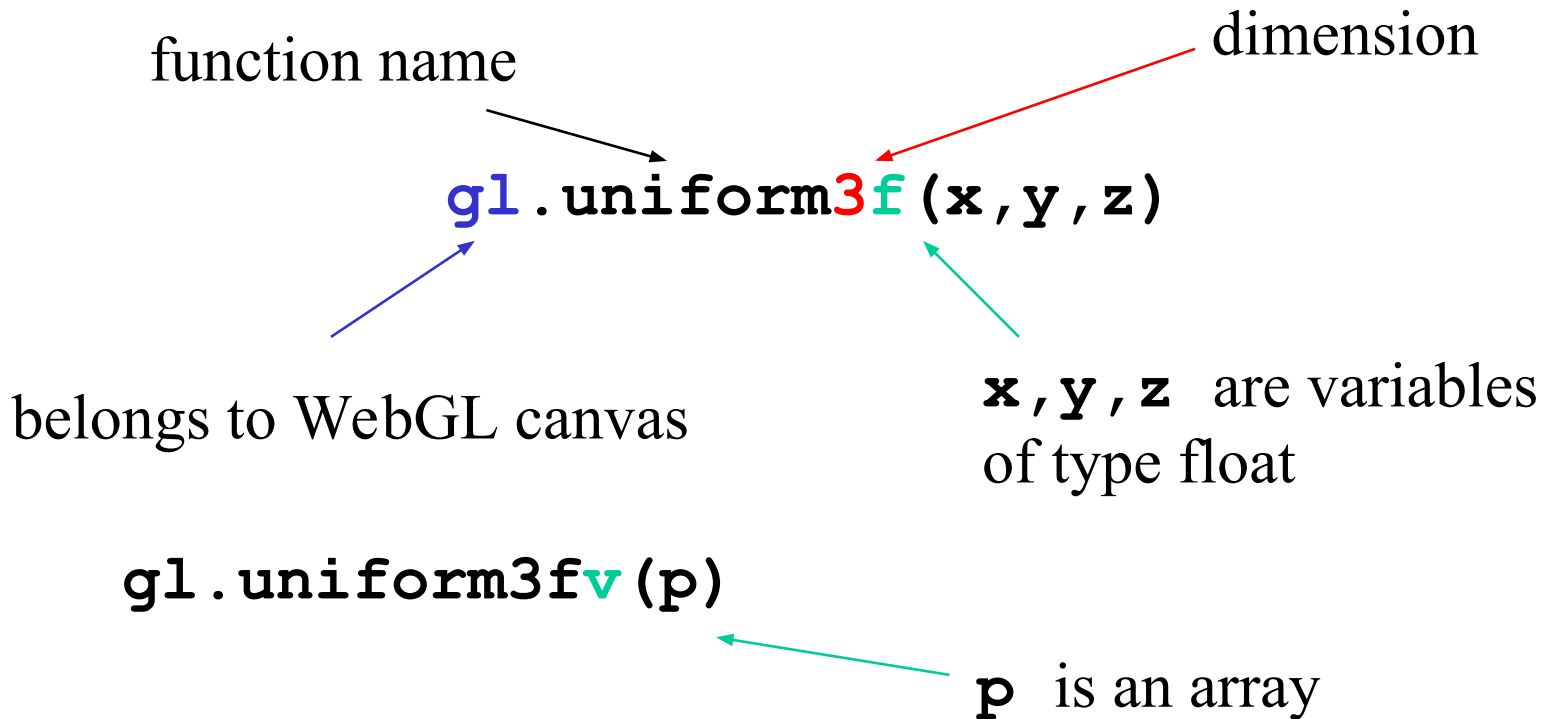 function name
dimension
gl.uniform3f(x,y,z)
belongs to WebGL canvas
x,y,z are variables
of type float
gl.uniform3fv(p)
p is an array